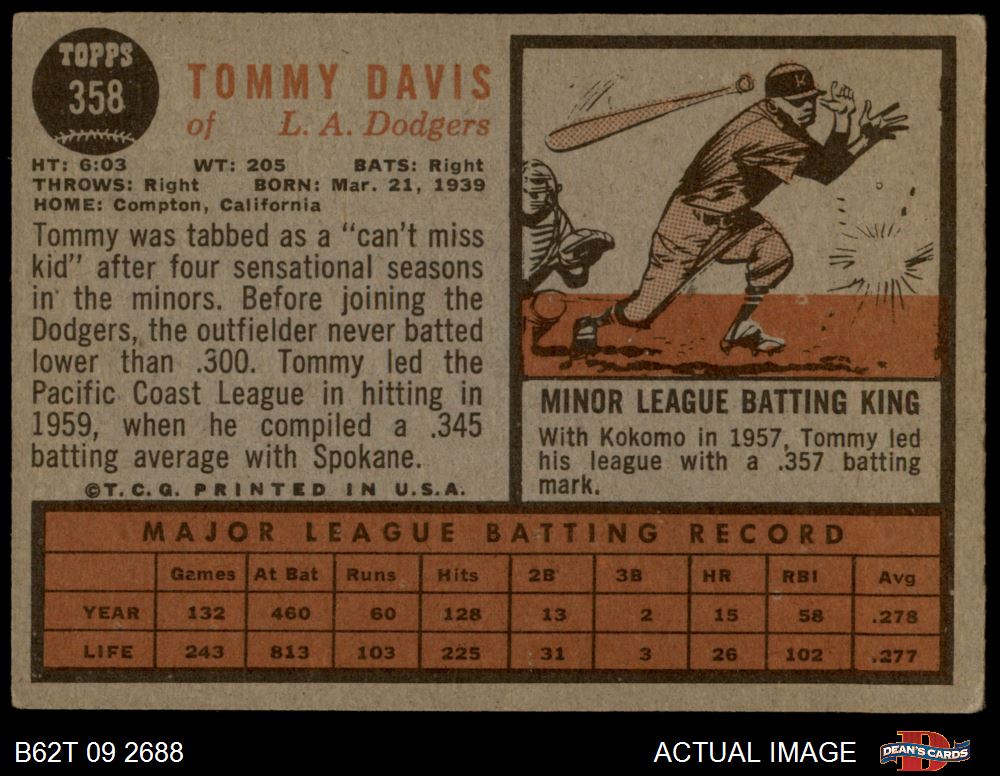 TOPPS
358
TOMMY DAVIS
of L. A. Dodgers
HT: 6:03 WT: 205 BATS: Right
THROWS: Right BORN: Mar. 21, 1939
HOME: Compton, California
Tommy was tabbed as a "can't miss
kid" after four sensational seasons
in the minors. Before joining the
Dodgers, the outfielder never batted
lower than .300. Tommy led the
Pacific Coast League in hitting in
1959, when he compiled a .345
batting average with Spokane.
©T.C.G. PRINTED IN U.S.A.
K
MINOR LEAGUE BATTING KING
With Kokomo in 1957, Tommy led
his league with a .357 batting
mark.
MAJOR LEAGUE BATTING RECORD
Games At Bat Runs Hits 2B 3B HR RBI Avg
YEAR 132 460 60 128 13 2 15 58 .278
LIFE 243 813 103 225 31 3 26 102 .277
B62T 09 2688 ACTUAL IMAGE
D
DEAN'S CARDS